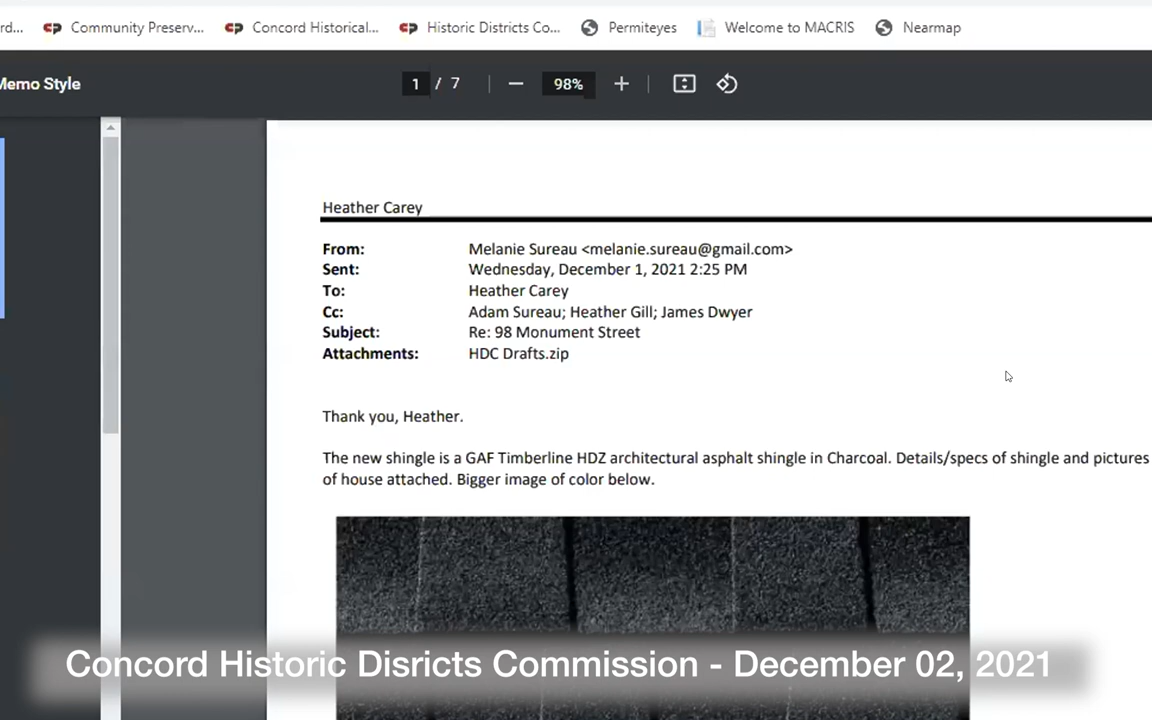 rd... Community Preserv... Concord Historical... Historic Districts Co... Permiteyes Welcome to MACRIS Nearmap
Memo Style 1 / 7 98%
Heather Carey
From: Melanie Sureau <melanie.sureau@gmail.com>
Sent: Wednesday, December 1, 2021 2:25 PM
To: Heather Carey
Cc: Adam Sureau; Heather Gill; James Dwyer
Subject: Re: 98 Monument Street
Attachments: HDC Drafts.zip
Thank you, Heather.
The new shingle is a GAF Timberline HDZ architectural asphalt shingle in Charcoal. Details/specs of shingle and pictures
of house attached. Bigger image of color below.
Concord Historic Disricts Commission - December 02, 2021